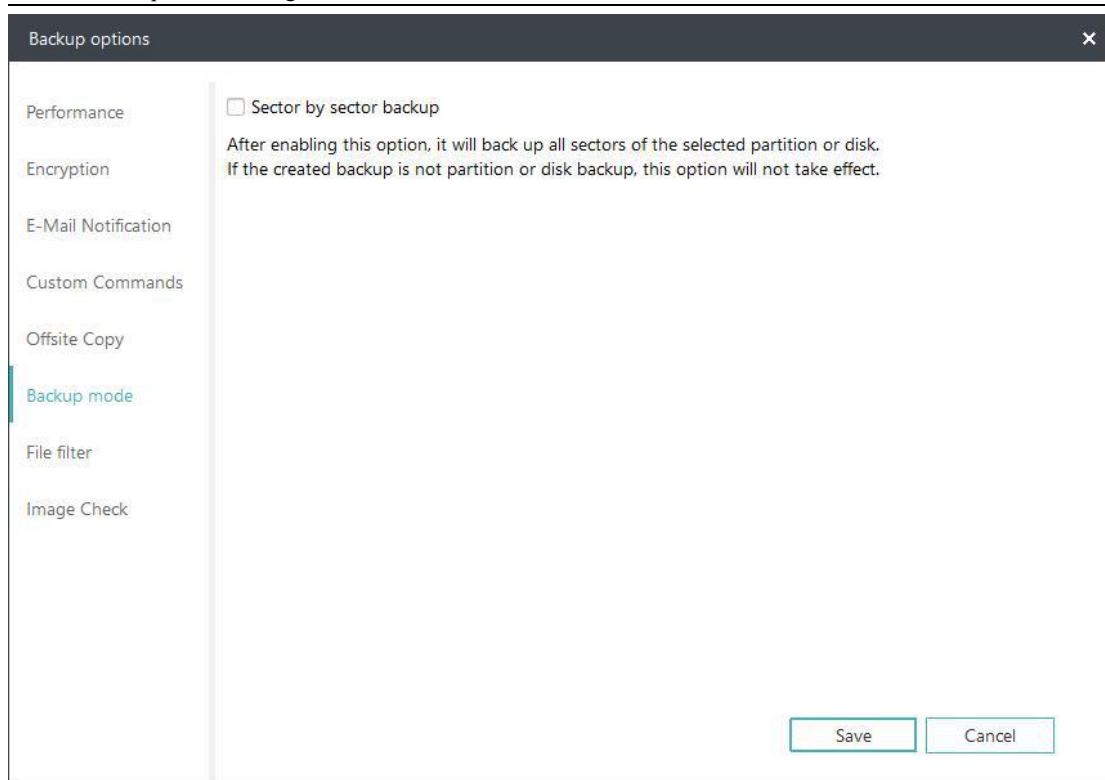 Backup options
Performance
Encryption
E-Mail Notification
Custom Commands
Offsite Copy
Backup mode
File filter
Image Check
Sector by sector backup
After enabling this option, it will back up all sectors of the selected partition or disk.
If the created backup is not partition or disk backup, this option will not take effect.
Save
Cancel